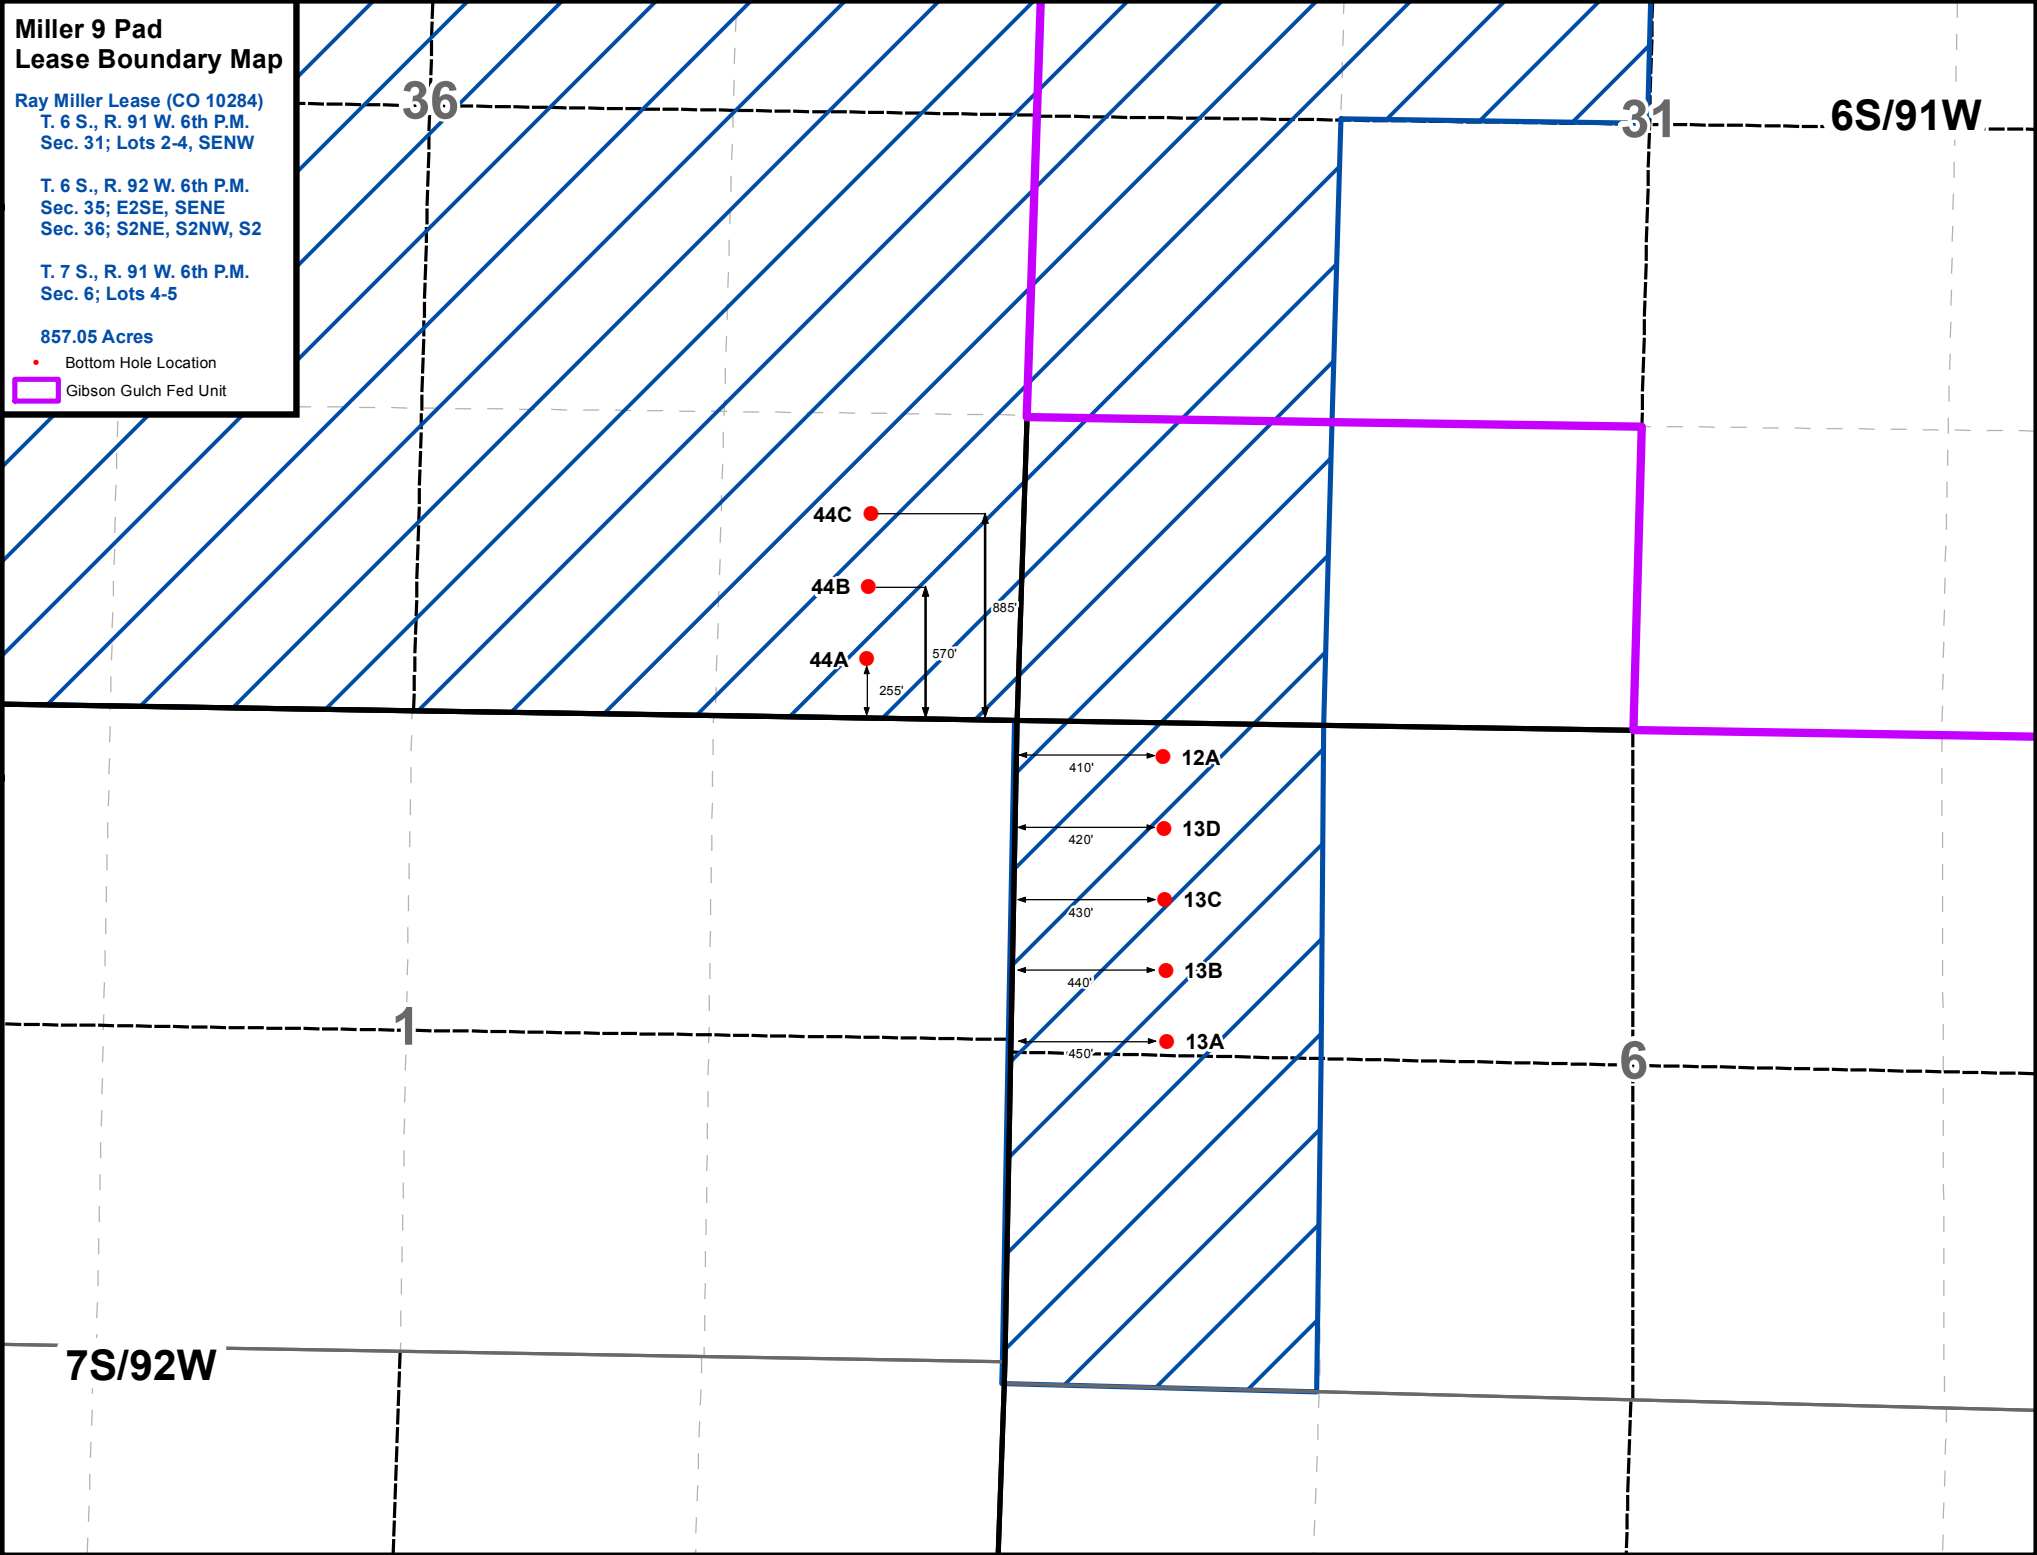 Miller 9 Pad
Lease Boundary Map
Ray Miller Lease (CO 10284)
T. 6 S., R. 91 W. 6th P.M.
Sec. 31; Lots 2-4, SENW
T. 6 S., R. 92 W. 6th P.M.
Sec. 35; E2SE, SENE
Sec. 36; S2NE, S2NW, S2
T. 7 S., R. 91 W. 6th P.M.
Sec. 6; Lots 4-5
857.05 Acres
Bottom Hole Location
Gibson Gulch Fed Unit
36
31
6S/91W
44C
44B
885'
570'
44A
255'
12A
410'
13D
420'
13C
430'
13B
440'
13A
450'
1
6
7S/92W